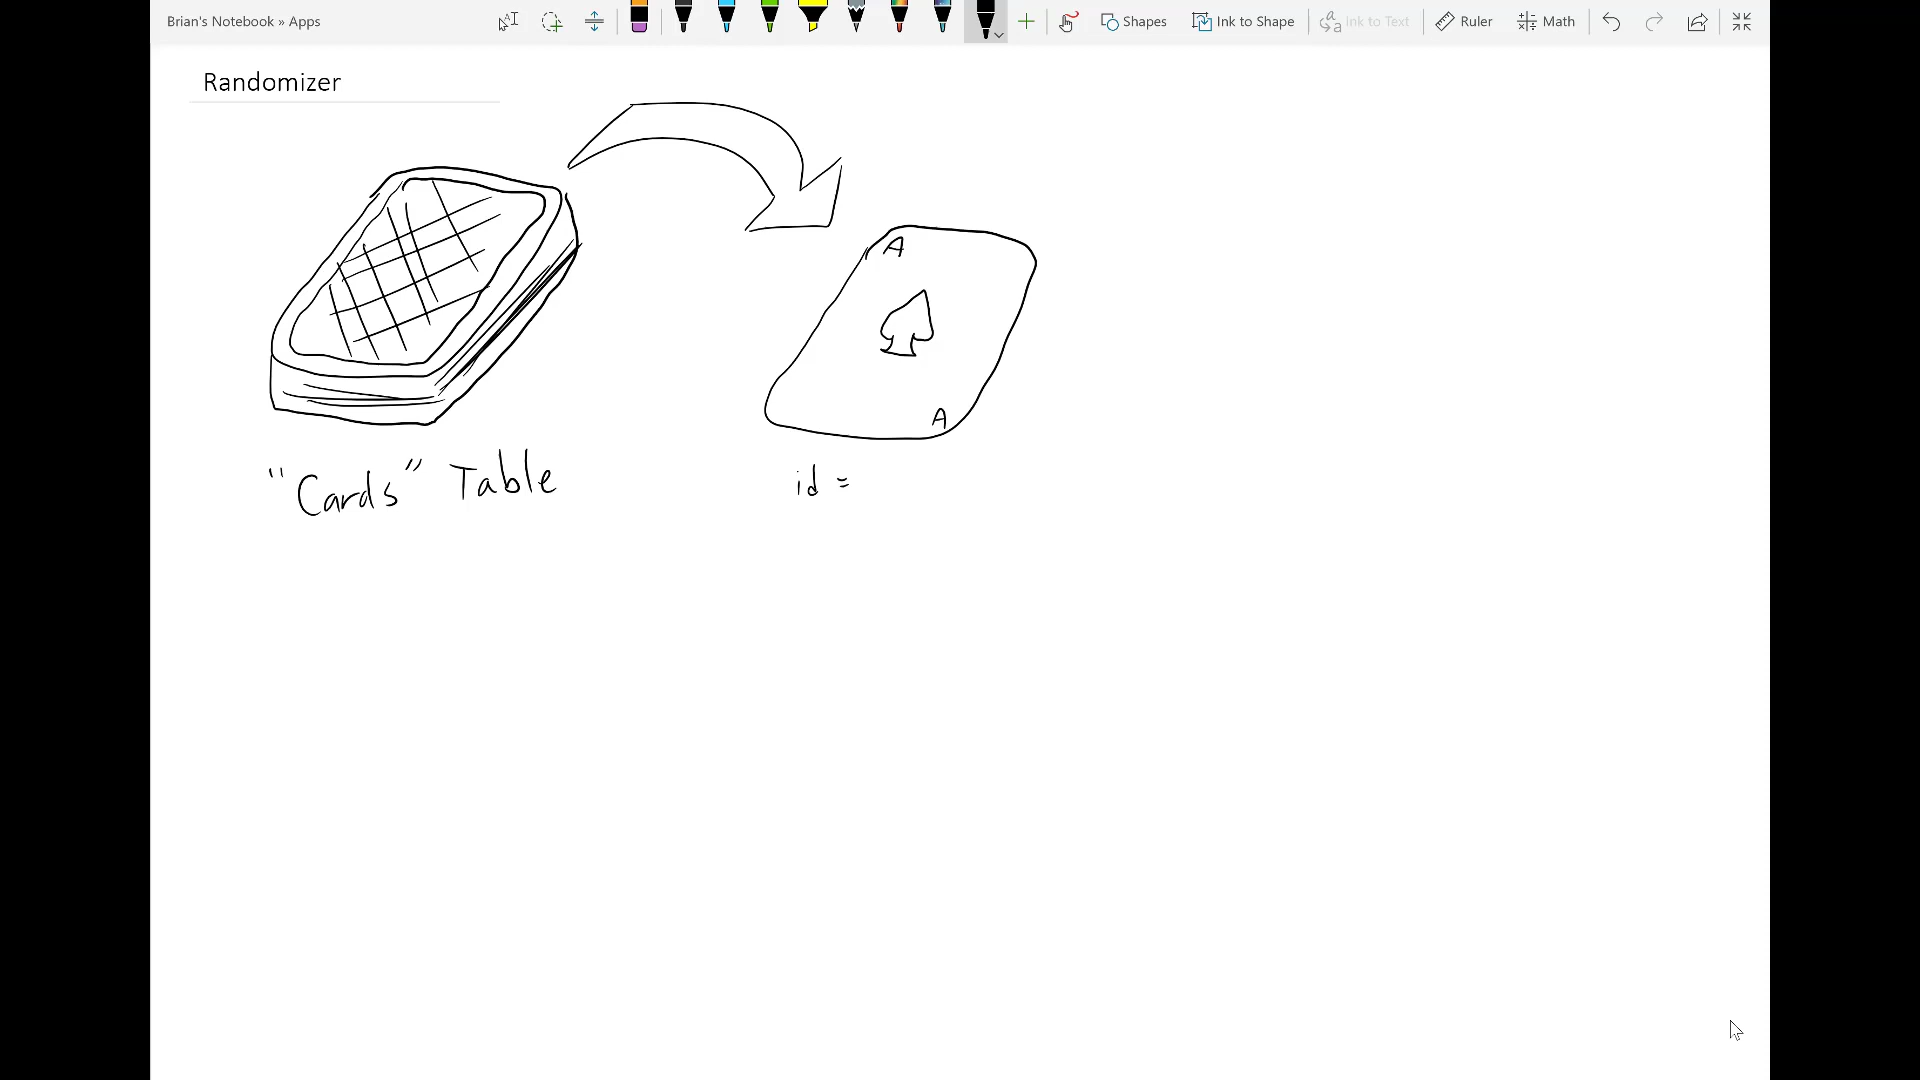 Brian's Notebook » Apps
Shapes
Ink to Shape
Ink to Text
Ruler
Math
Randomizer
A
A
"Cards" Table
id =